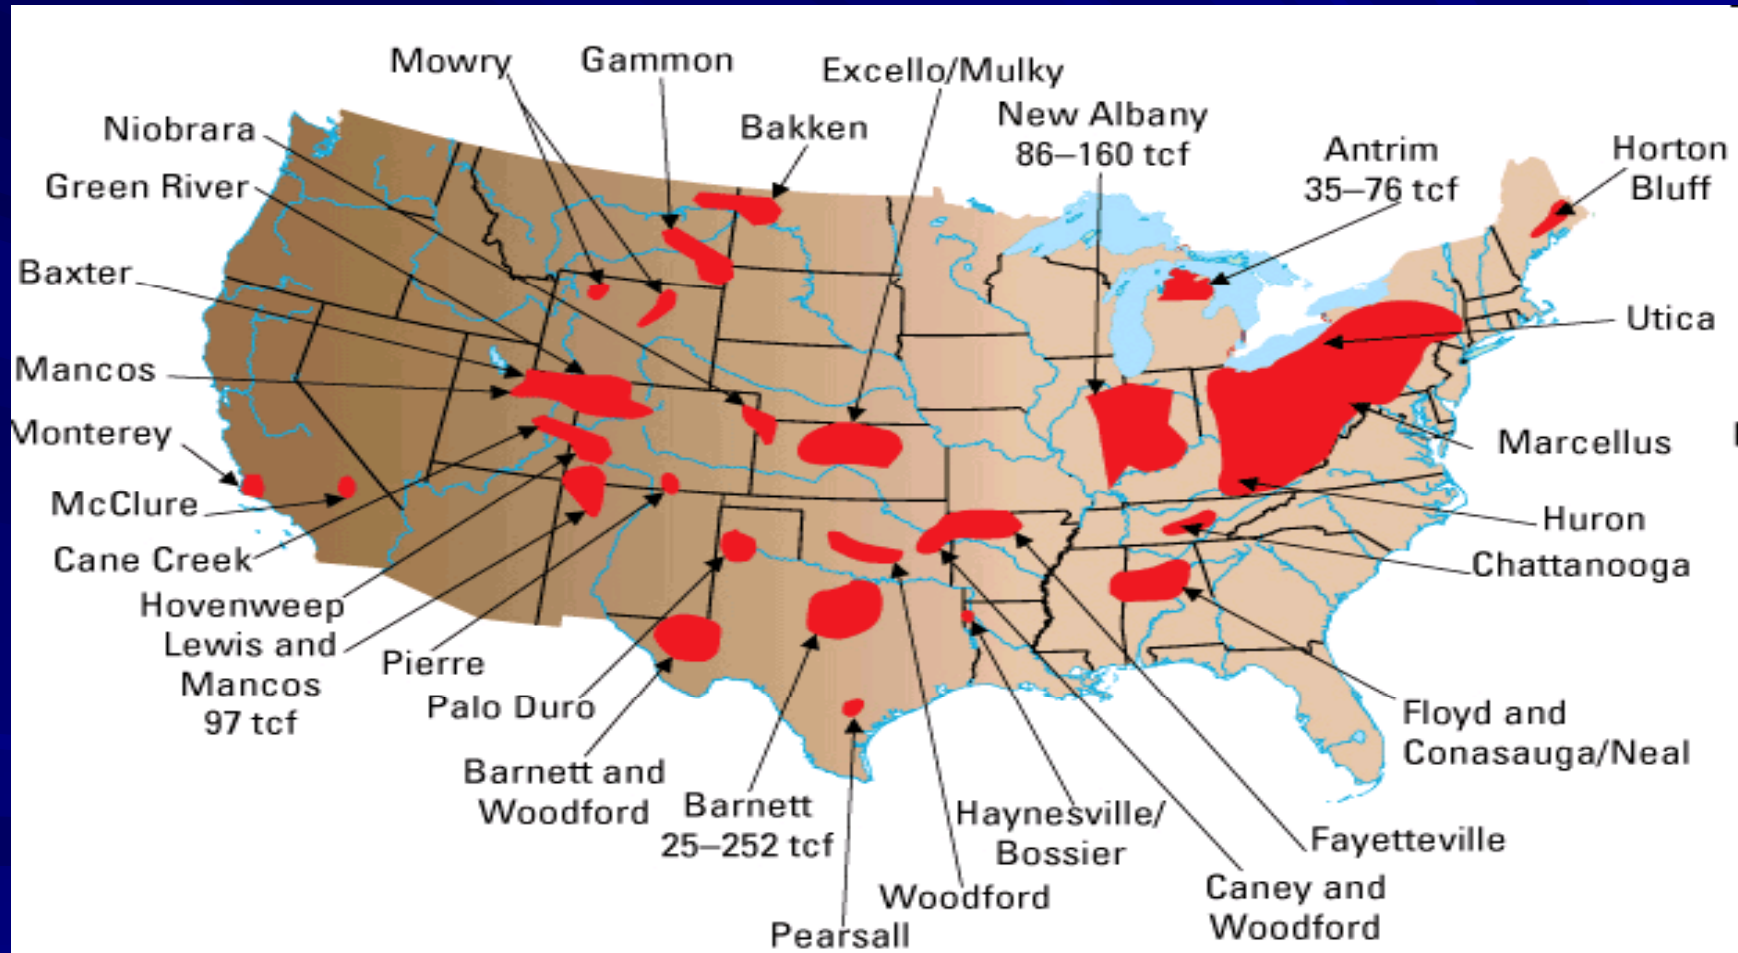 Mowry
Gammon
Excello/Mulky
New Albany
86–160 tcf
Bakken
Niobrara
Antrim
35–76 tcf
Horton
Bluff
Green River
Baxter
Utica
Mancos
Monterey
Marcellus
McClure
Huron
Cane Creek
Chattanooga
Hovenweep
Lewis and
Mancos
97 tcf
Pierre
Palo Duro
Floyd and
Conasauga/Neal
Barnett and
Woodford
Barnett
25–252 tcf
Haynesville/
Bossier
Fayetteville
Woodford
Caney and
Woodford
Pearsall